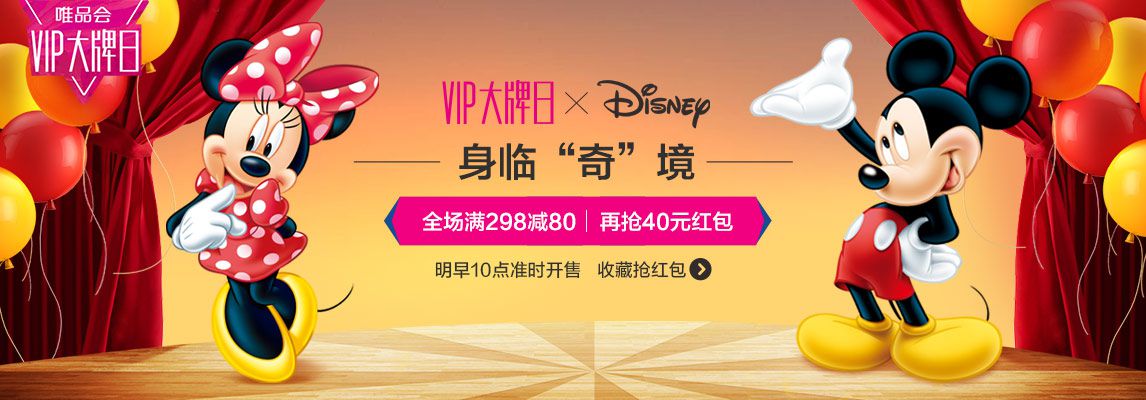 唯品会
VIP大牌日
VIP大牌日×Disney
身临“奇”境
全场满298减80｜再抢40元红包
明早10点准时开售 收藏抢红包